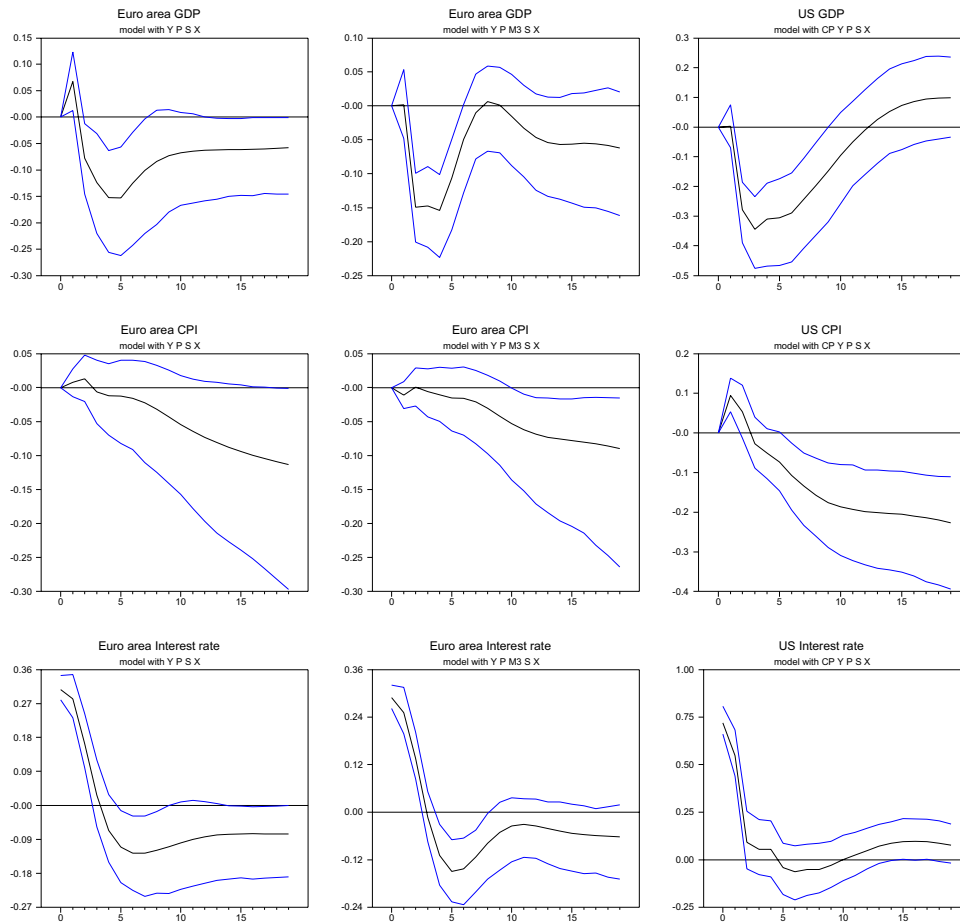 Euro area GDP
model with Y P S X
0.15
0.10
0.05
-0.00
-0.05
-0.10
-0.15
-0.20
-0.25
-0.30
0 5 10 15
Euro area GDP
model with Y P M3 S X
0.10
0.05
-0.00
-0.05
-0.10
-0.15
-0.20
-0.25
0 5 10 15
US GDP
model with CP Y P S X
0.3
0.2
0.1
-0.0
-0.1
-0.2
-0.3
-0.4
-0.5
0 5 10 15
Euro area CPI
model with Y P S X
0.05
-0.00
-0.05
-0.10
-0.15
-0.20
-0.25
-0.30
0 5 10 15
Euro area CPI
model with Y P M3 S X
0.05
-0.00
-0.05
-0.10
-0.15
-0.20
-0.25
-0.30
0 5 10 15
US CPI
model with CP Y P S X
0.2
0.1
-0.0
-0.1
-0.2
-0.3
-0.4
0 5 10 15
Euro area Interest rate
model with Y P S X
0.36
0.27
0.18
0.09
-0.00
-0.09
-0.18
-0.27
0 5 10 15
Euro area Interest rate
model with Y P M3 S X
0.36
0.24
0.12
0.00
-0.12
-0.24
0 5 10 15
US Interest rate
model with CP Y P S X
1.00
0.75
0.50
0.25
0.00
-0.25
0 5 10 15